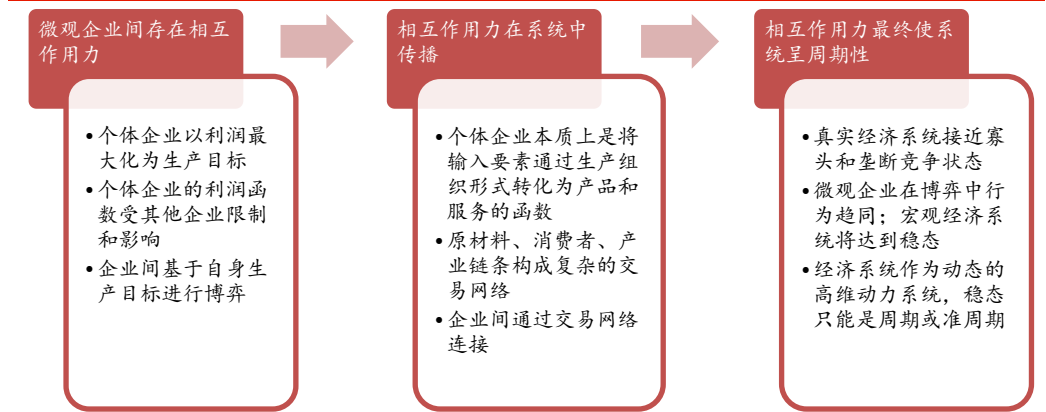 微观企业间存在相互
作用力
•个体企业以利润最
大化为生产目标
•个体企业的利润函
数受其他企业限制
和影响
•企业间基于自身生
产目标进行博弈
相互作用力在系统中
传播
•个体企业本质上是将
输入要素通过生产组
织形式转化为产品和
服务的函数
•原材料、消费者、产
业链条构成复杂的交
易网络
•企业间通过交易网络
连接
相互作用力最终使系
统呈周期性
•真实经济系统接近寡
头和垄断竞争状态
•微观企业在博弈中行
为趋同；宏观经济系
统将达到稳态
•经济系统作为动态的
高维动力系统，稳态
只能是周期或准周期